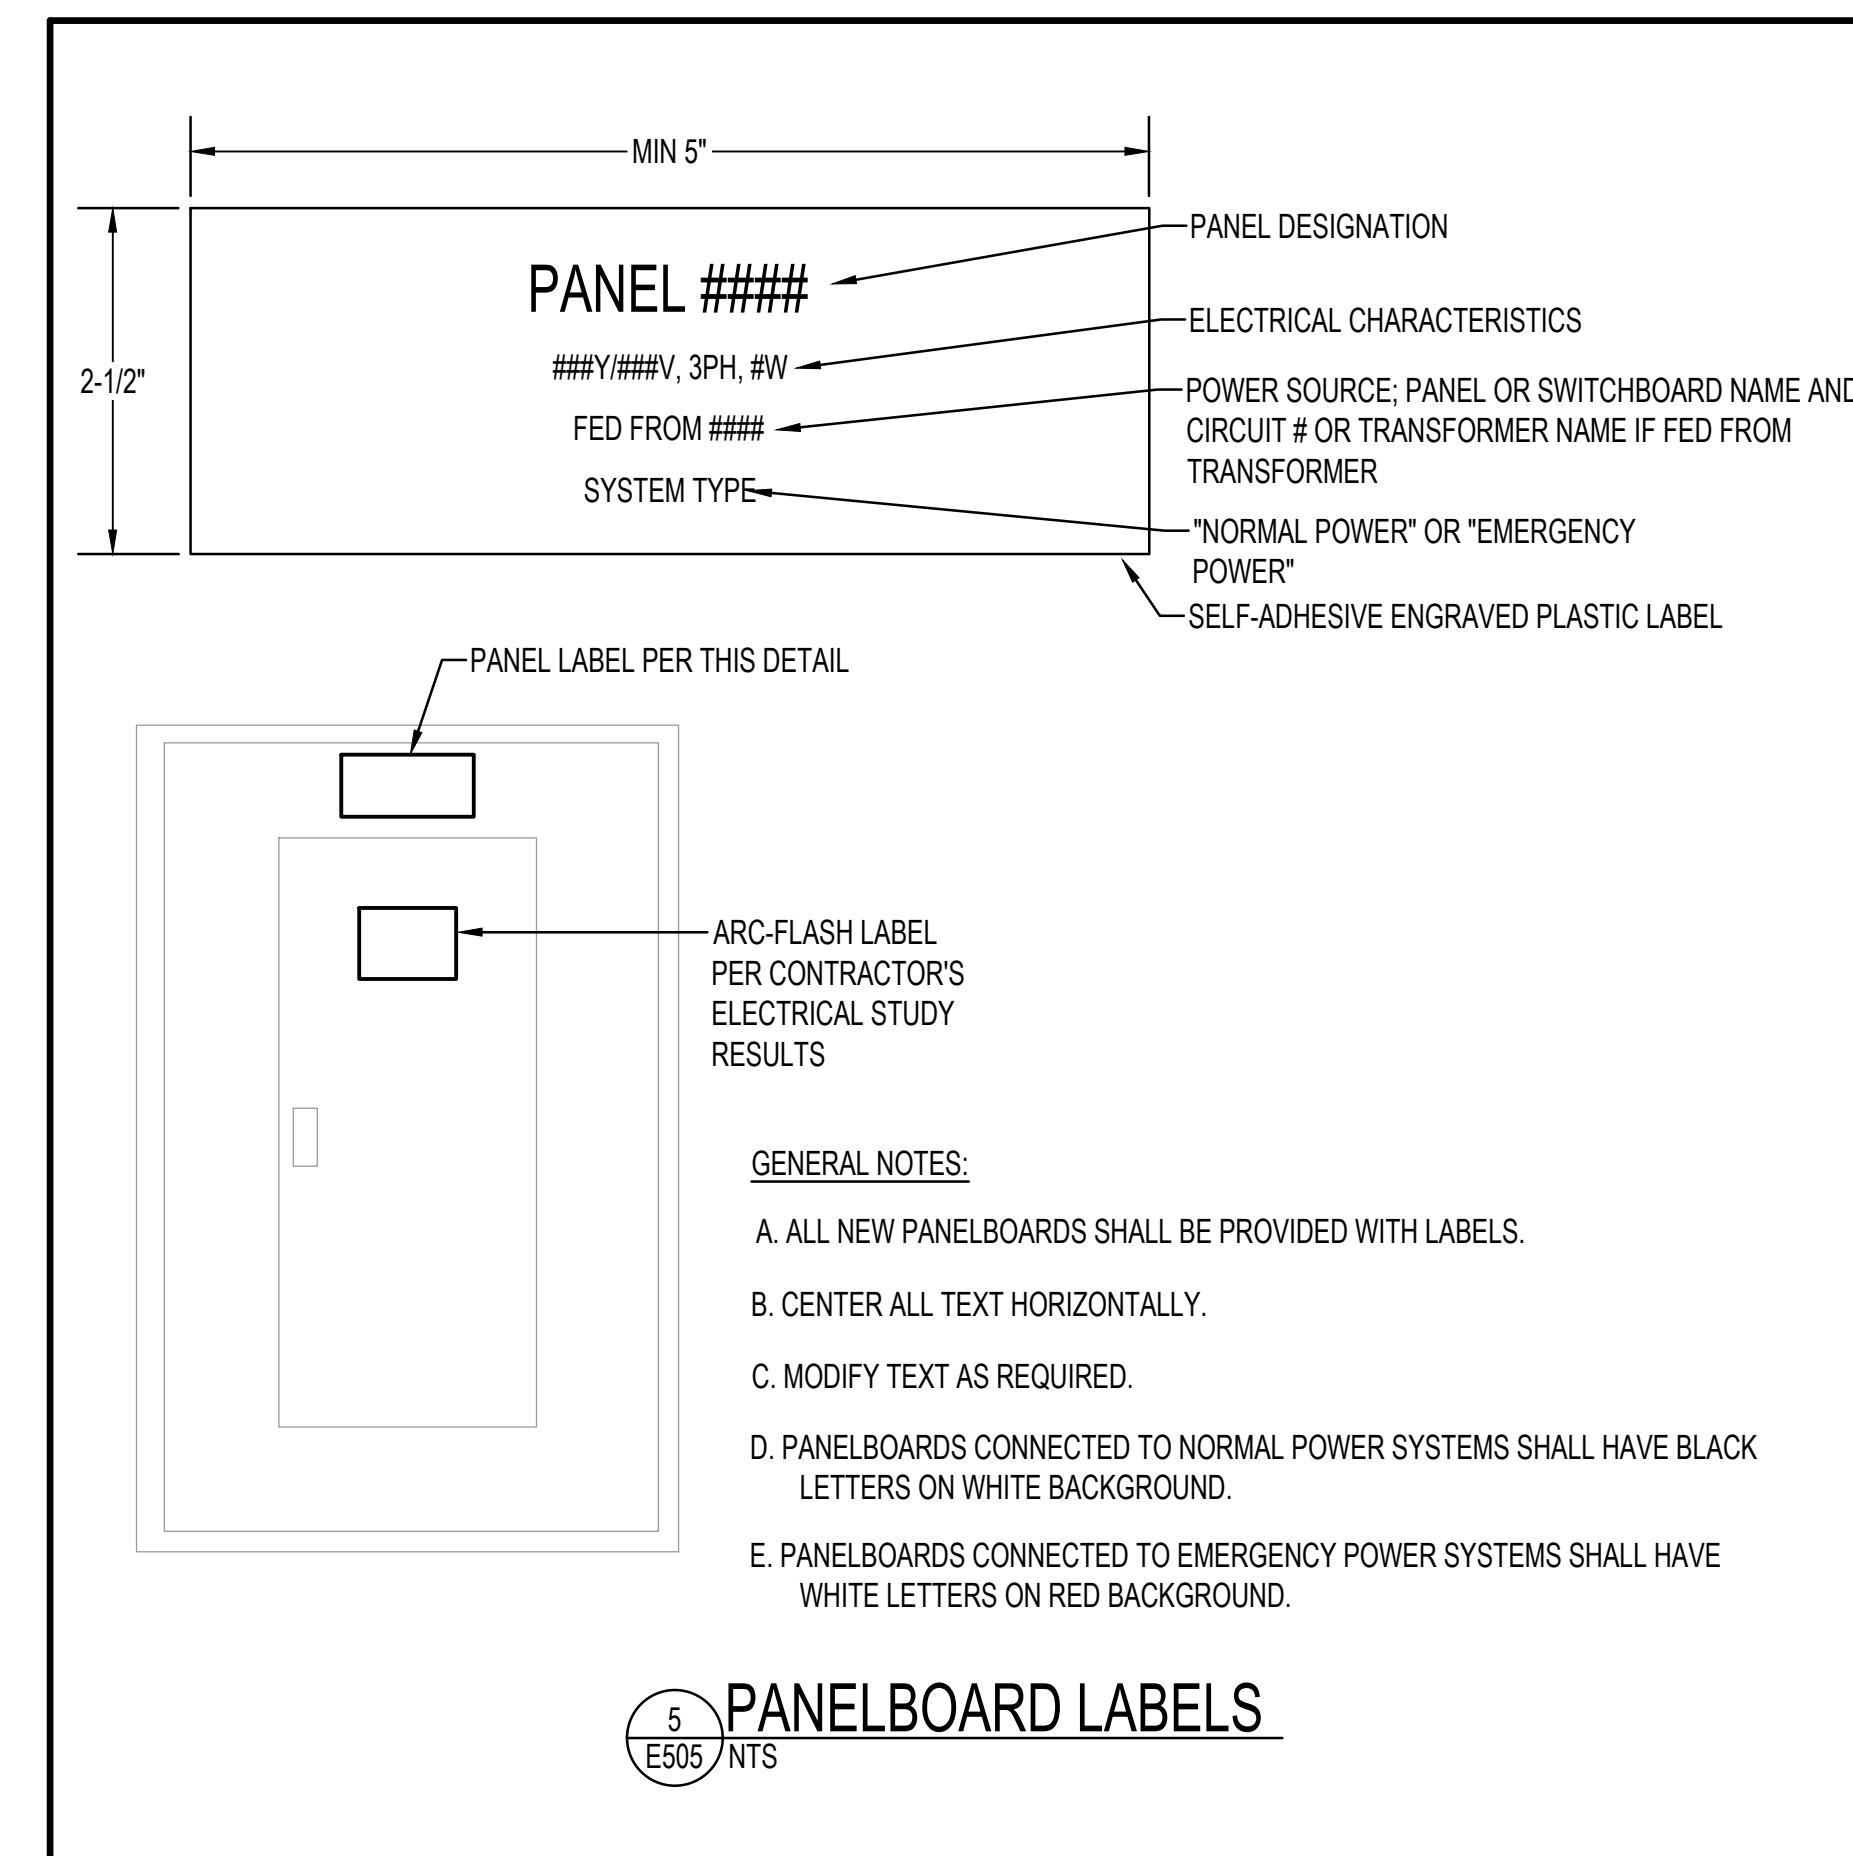 MIN 5"
2-1/2"
PANEL ####
###Y/###V, 3PH, #W
FED FROM ####
SYSTEM TYPE
PANEL DESIGNATION
ELECTRICAL CHARACTERISTICS
POWER SOURCE; PANEL OR SWITCHBOARD NAME AND
CIRCUIT # OR TRANSFORMER NAME IF FED FROM
TRANSFORMER
"NORMAL POWER" OR "EMERGENCY
POWER"
SELF-ADHESIVE ENGRAVED PLASTIC LABEL
PANEL LABEL PER THIS DETAIL
ARC-FLASH LABEL
PER CONTRACTOR'S
ELECTRICAL STUDY
RESULTS
GENERAL NOTES:
A. ALL NEW PANELBOARDS SHALL BE PROVIDED WITH LABELS.
B. CENTER ALL TEXT HORIZONTALLY.
C. MODIFY TEXT AS REQUIRED.
D. PANELBOARDS CONNECTED TO NORMAL POWER SYSTEMS SHALL HAVE BLACK
LETTERS ON WHITE BACKGROUND.
E. PANELBOARDS CONNECTED TO EMERGENCY POWER SYSTEMS SHALL HAVE
WHITE LETTERS ON RED BACKGROUND.
5
E505
PANELBOARD LABELS
NTS